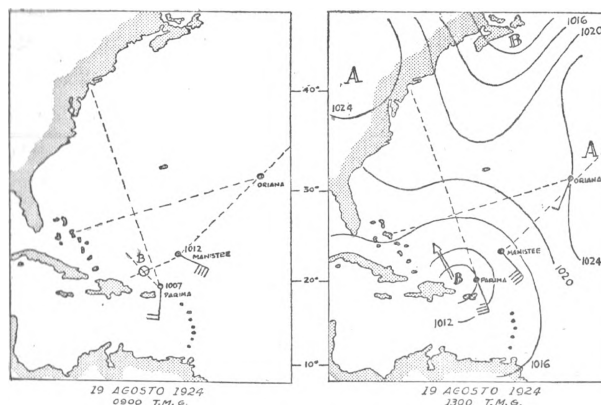 B
1012
MANISTEE
1007
PARIMA
ORIANA
19 AGOSTO 1924
0900 T.M.G.
40°
30°
20°
10°
1016
1020
B
A
1024
A
ORIANA
MANISTEE
B
PARIMA
1024
1020
1012
1016
19 AGOSTO 1924
1300 T.M.G.